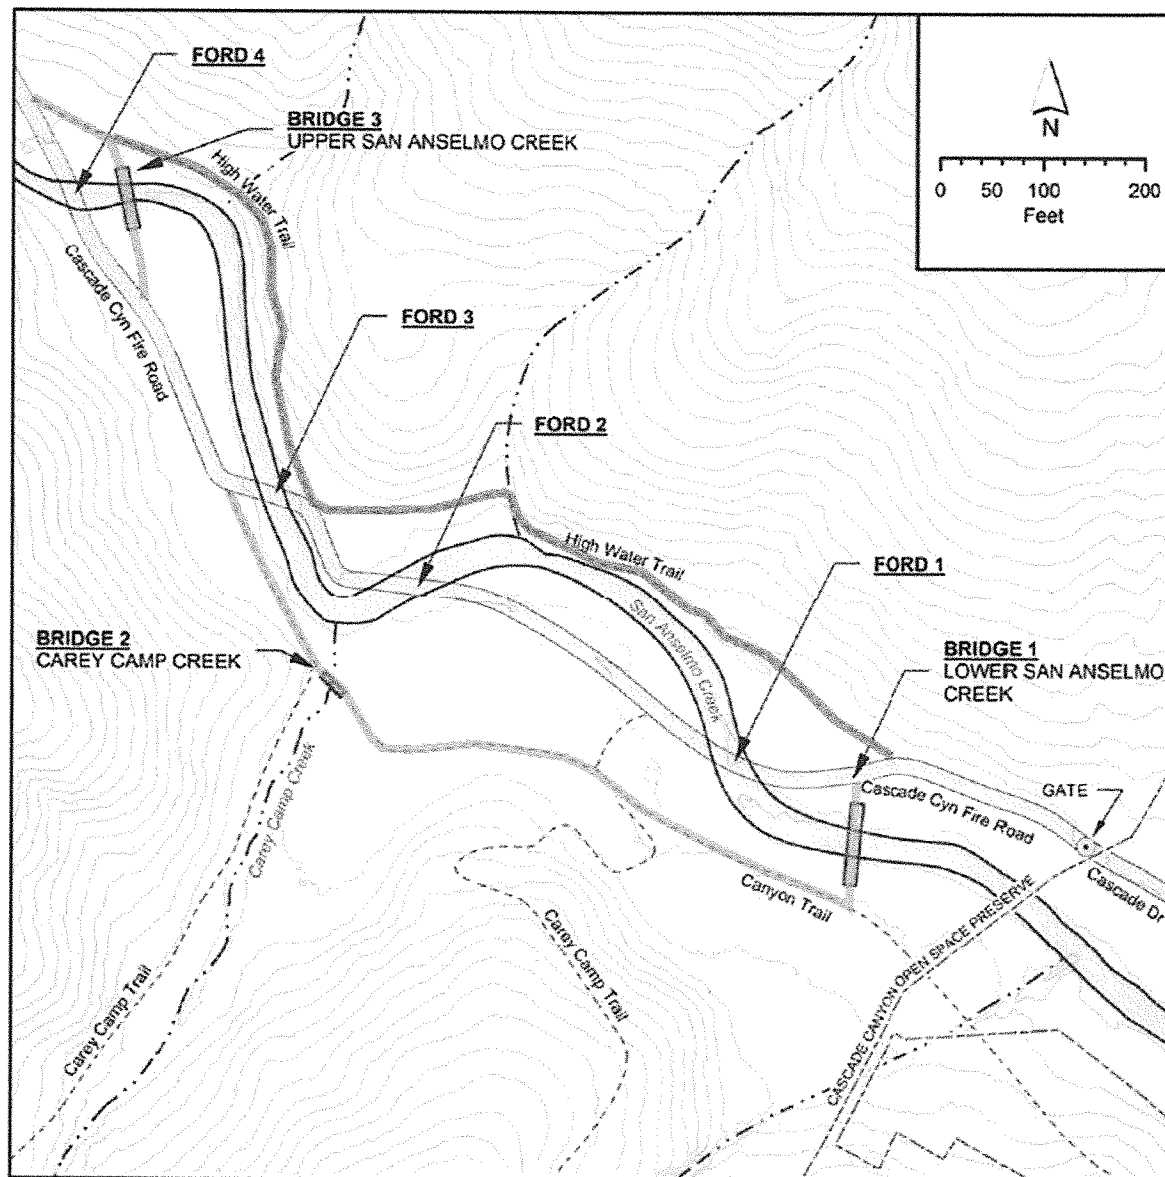 FORD 4
BRIDGE 3
UPPER SAN ANSELMO CREEK
High Water Trail
N
0 50 100 200
Feet
Cascade Cyn Fire Road
FORD 3
FORD 2
High Water Trail
FORD 1
San Anselmo Creek
BRIDGE 2
CAREY CAMP CREEK
BRIDGE 1
LOWER SAN ANSELMO
CREEK
Carey Camp Creek
Cascade Cyn Fire Road
GATE
Cascade Dr
Canyon Trail
CASCADE CANYON OPEN SPACE PRESERVE
Carey Camp Trail
Carey Camp Trail